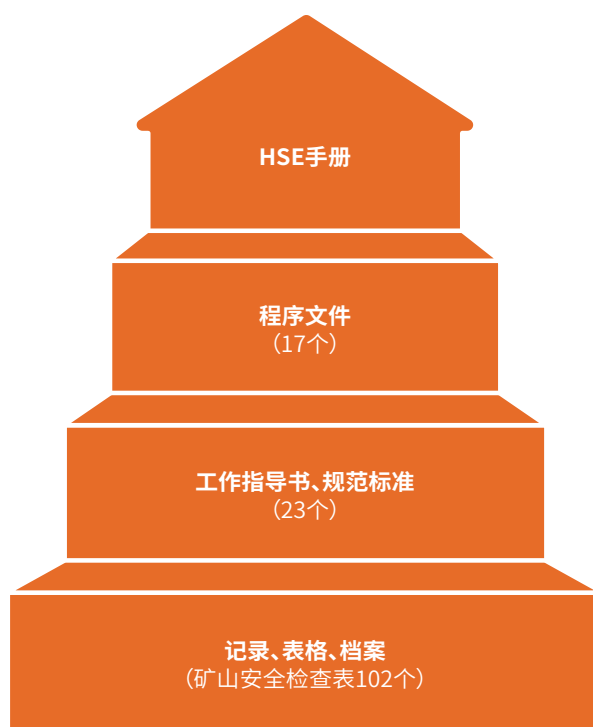 HSE手册
程序文件
（17个）
工作指导书、规范标准
（23个）
记录、表格、档案
（矿山安全检查表102个）